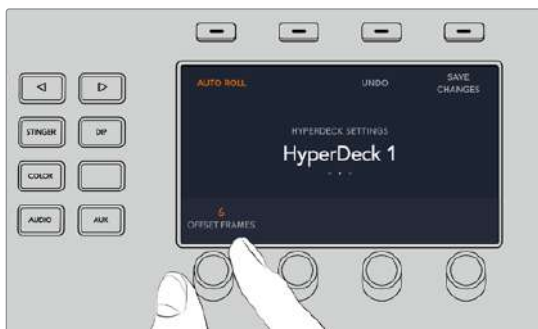 AUTO ROLL UNDO SAVE CHANGES
HYPERDECK SETTINGS
HyperDeck 1
6
OFFSET FRAMES
STINGER DIP
COLOR
AUDIO AUX